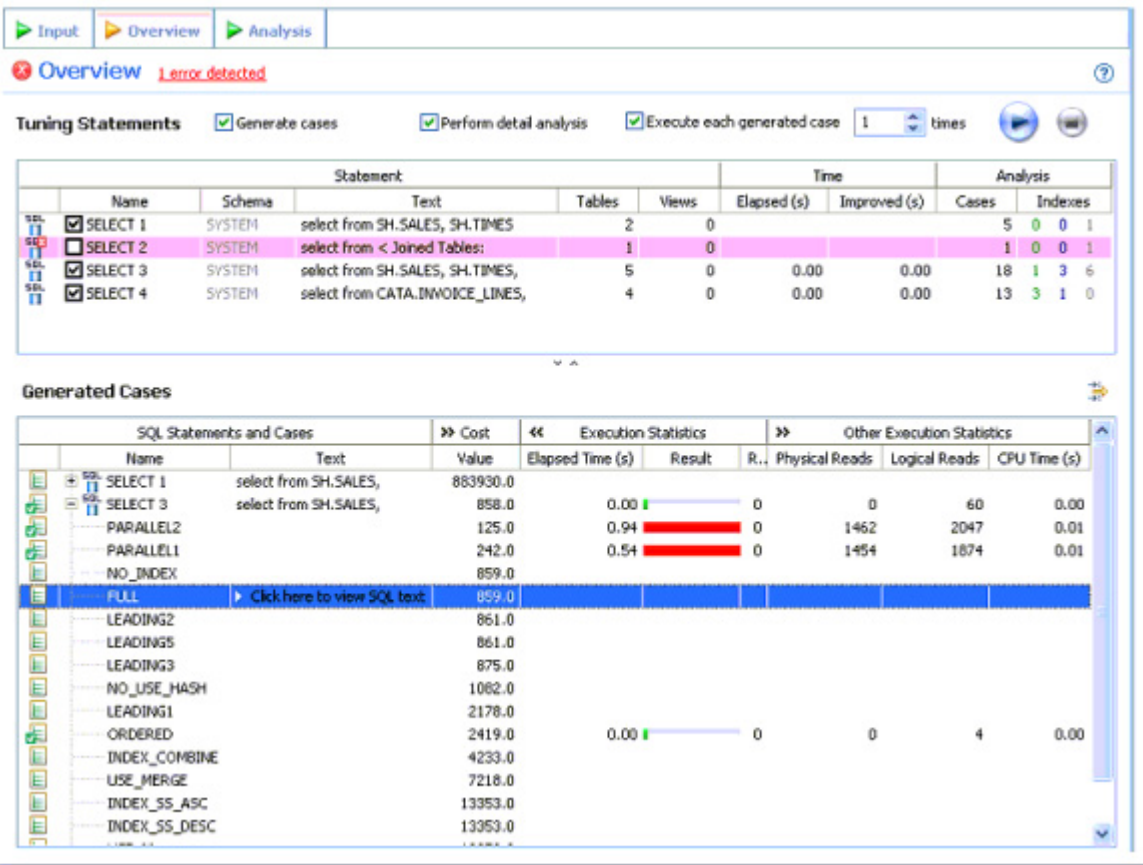 Input Overview Analysis
Overview 1 error detected
Tuning Statements Generate cases Perform detail analysis Execute each generated case 1 times
Statement Time Analysis
Name Schema Text Tables Views Elapsed (s) Improved (s) Cases Indexes
SQL SELECT 1 SYSTEM select from SH.SALES, SH.TIMES 2 0 5 0 0 1
SQL SELECT 2 SYSTEM select from < Joined Tables: 1 0 1 0 0 1
SQL SELECT 3 SYSTEM select from SH.SALES, SH.TIMES, 5 0 0.00 0.00 18 1 3 6
SQL SELECT 4 SYSTEM select from CATA.INVOICE_LINES, 4 0 0.00 0.00 13 3 1 0
Generated Cases
SQL Statements and Cases Cost Execution Statistics Other Execution Statistics
Name Text Value Elapsed Time (s) Result R.. Physical Reads Logical Reads CPU Time (s)
SQL SELECT 1 select from SH.SALES, 883930.0
SQL SELECT 3 select from SH.SALES, 858.0 0.00 0 0 60 0.00
PARALLEL2 125.0 0.94 0 1462 2047 0.01
PARALLEL1 242.0 0.54 0 1454 1874 0.01
NO_INDEX 859.0
FULL Click here to view SQL text 859.0
LEADING2 861.0
LEADING5 861.0
LEADING3 875.0
NO_USE_HASH 1082.0
LEADING1 2178.0
ORDERED 2419.0 0.00 0 0 4 0.00
INDEX_COMBINE 4233.0
USE_MERGE 7218.0
INDEX_SS_ASC 13353.0
INDEX_SS_DESC 13353.0